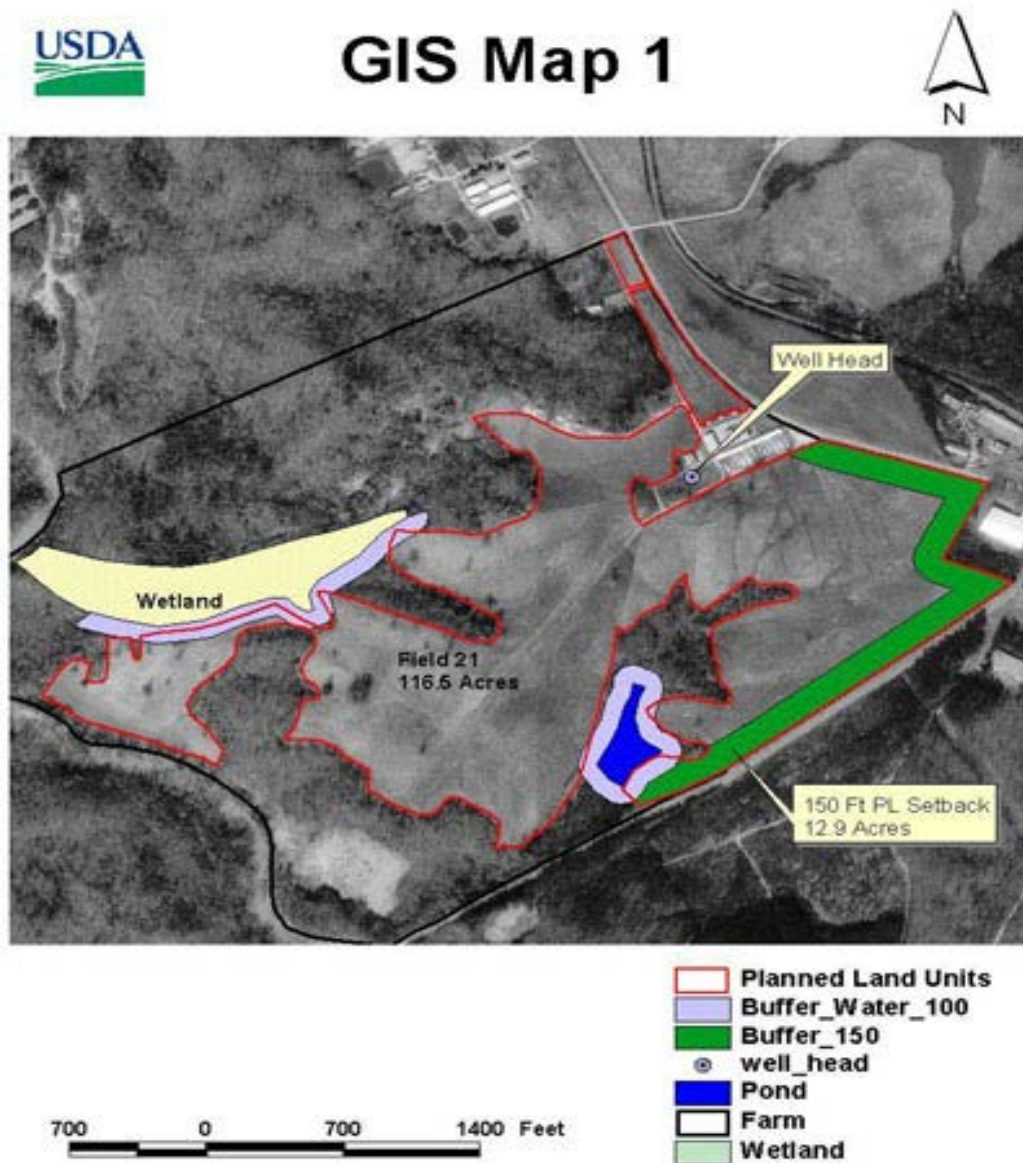 USDA
GIS Map 1
N
Well Head
Wetland
Field 21
116.5 Acres
150 Ft PL Setback
12.9 Acres
Planned Land Units
Buffer_Water_100
Buffer_150
well_head
Pond
Farm
Wetland
700 0 700 1400 Feet